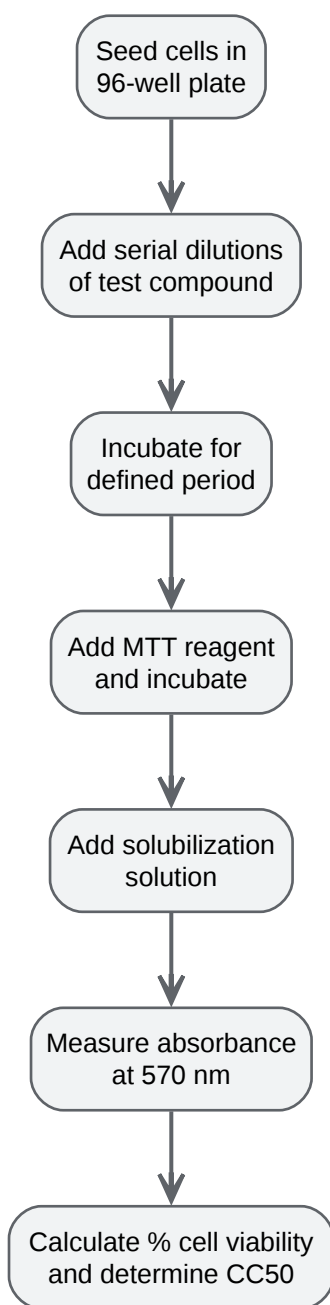 Seed cells in
96-well plate
Add serial dilutions
of test compound
Incubate for
defined period
Add MTT reagent
and incubate
Add solubilization
solution
Measure absorbance
at 570 nm
Calculate % cell viability
and determine CC50